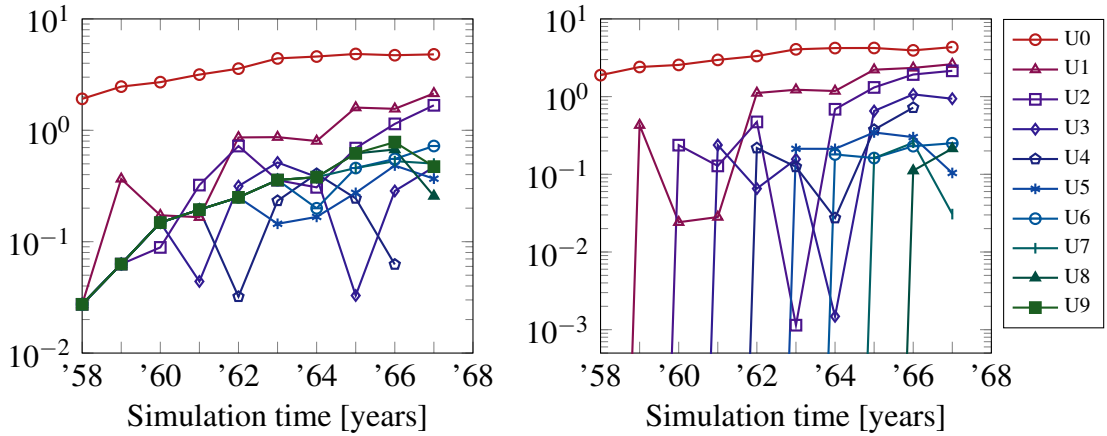 10^1
10^0
10^−1
10^−2
’58 ’60 ’62 ’64 ’66 ’68
Simulation time [years]
10^1
10^0
10^−1
10^−2
10^−3
’58 ’60 ’62 ’64 ’66 ’68
Simulation time [years]
U0
U1
U2
U3
U4
U5
U6
U7
U8
U9